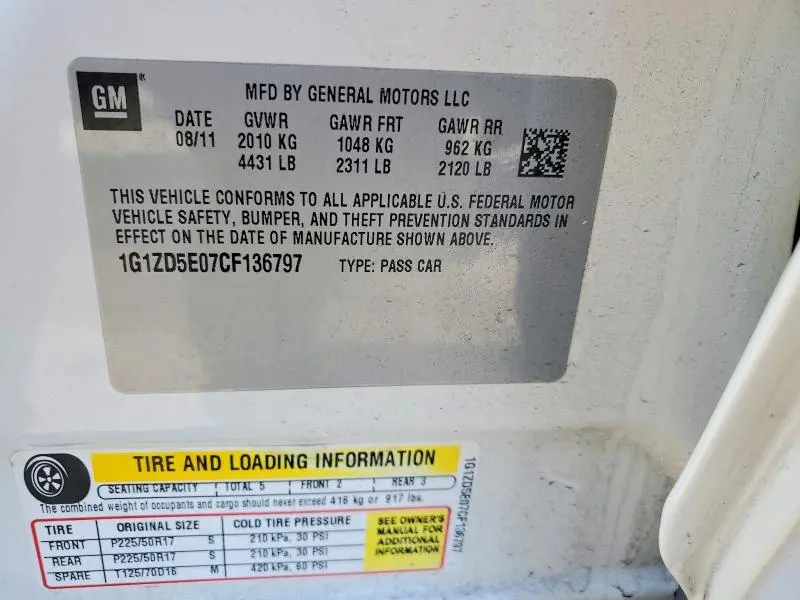 GM ®
MFD BY GENERAL MOTORS LLC
DATE GVWR GAWR FRT GAWR RR
08/11 2010 KG 1048 KG 962 KG
4431 LB 2311 LB 2120 LB
THIS VEHICLE CONFORMS TO ALL APPLICABLE U.S. FEDERAL MOTOR
VEHICLE SAFETY, BUMPER, AND THEFT PREVENTION STANDARDS IN
EFFECT ON THE DATE OF MANUFACTURE SHOWN ABOVE.
1G1ZD5E07CF136797 TYPE: PASS CAR
TIRE AND LOADING INFORMATION
SEATING CAPACITY TOTAL 5 FRONT 2 REAR 3
The combined weight of occupants and cargo should never exceed 416 kg or 917 lbs.
TIRE ORIGINAL SIZE COLD TIRE PRESSURE
FRONT P225/50R17 S 210 kPa, 30 PSI
REAR P225/50R17 S 210 kPa, 30 PSI
SPARE T125/70D16 M 420 kPa, 60 PSI
SEE OWNER'S
MANUAL FOR
ADDITIONAL
INFORMATION
1G1ZD5E07CF136797